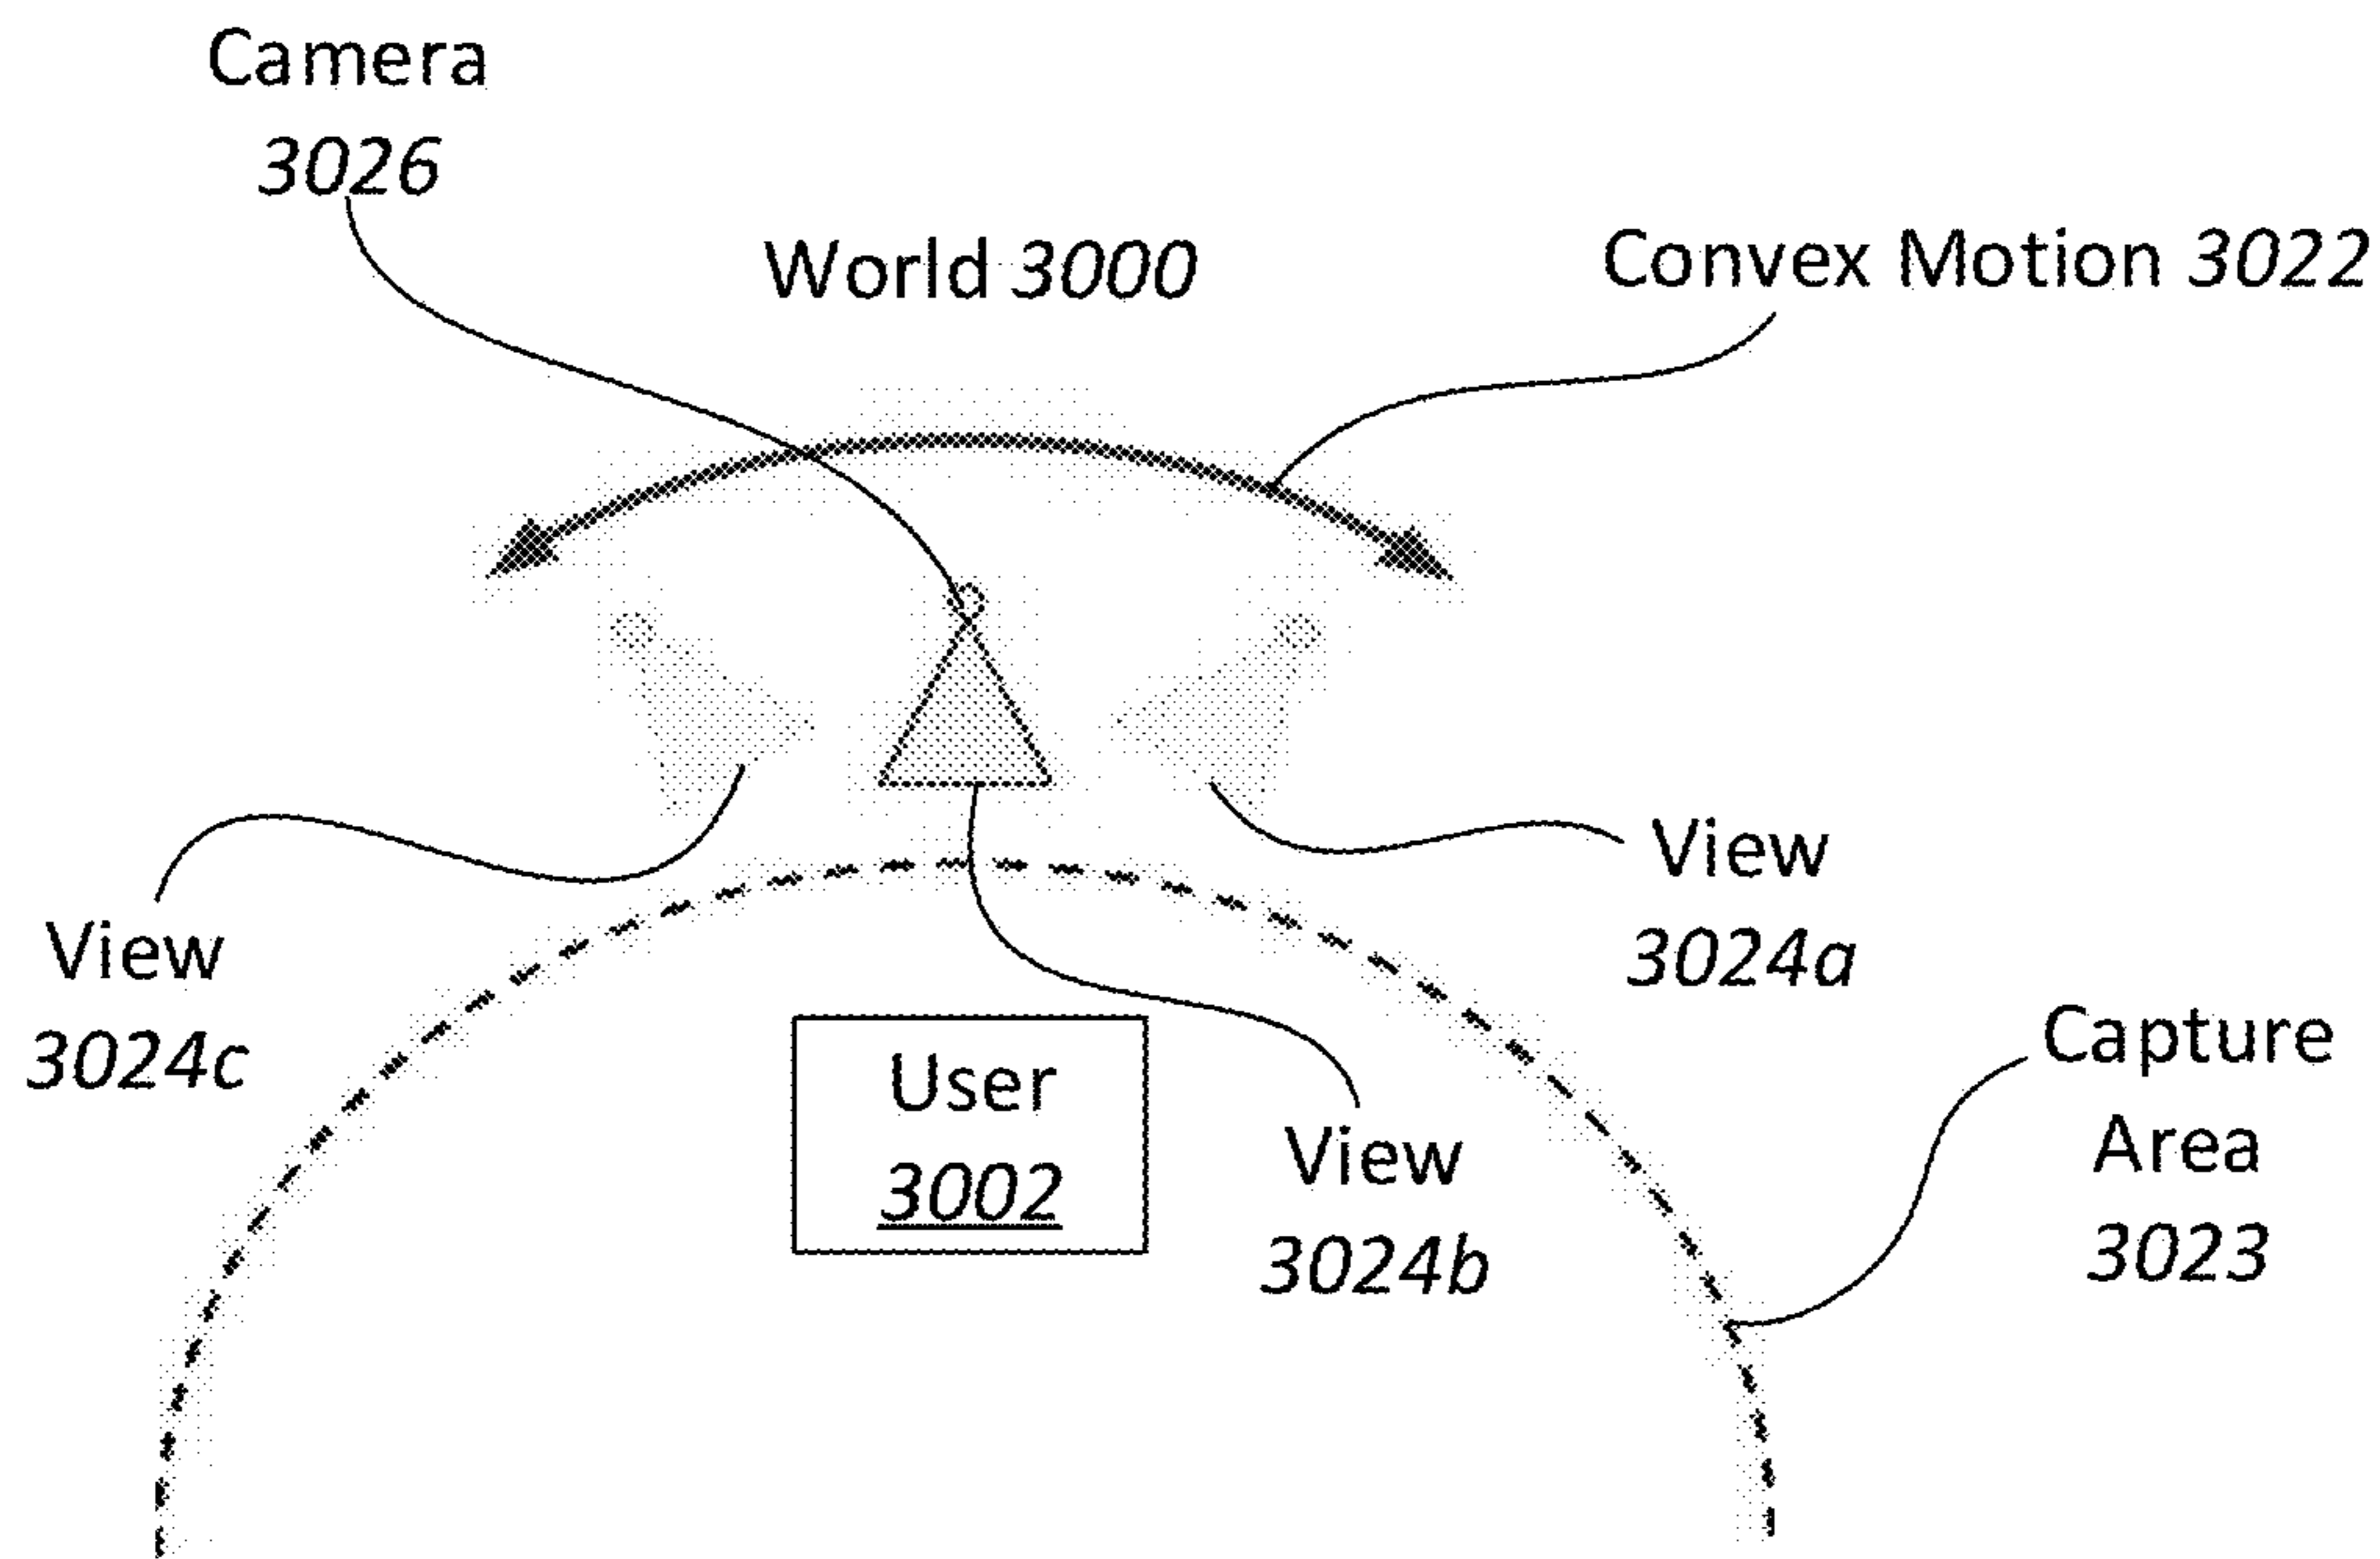 Camera
3026
World 3000
Convex Motion 3022
View
3024a
View
3024c
Capture
Area
3023
User
3002
View
3024b